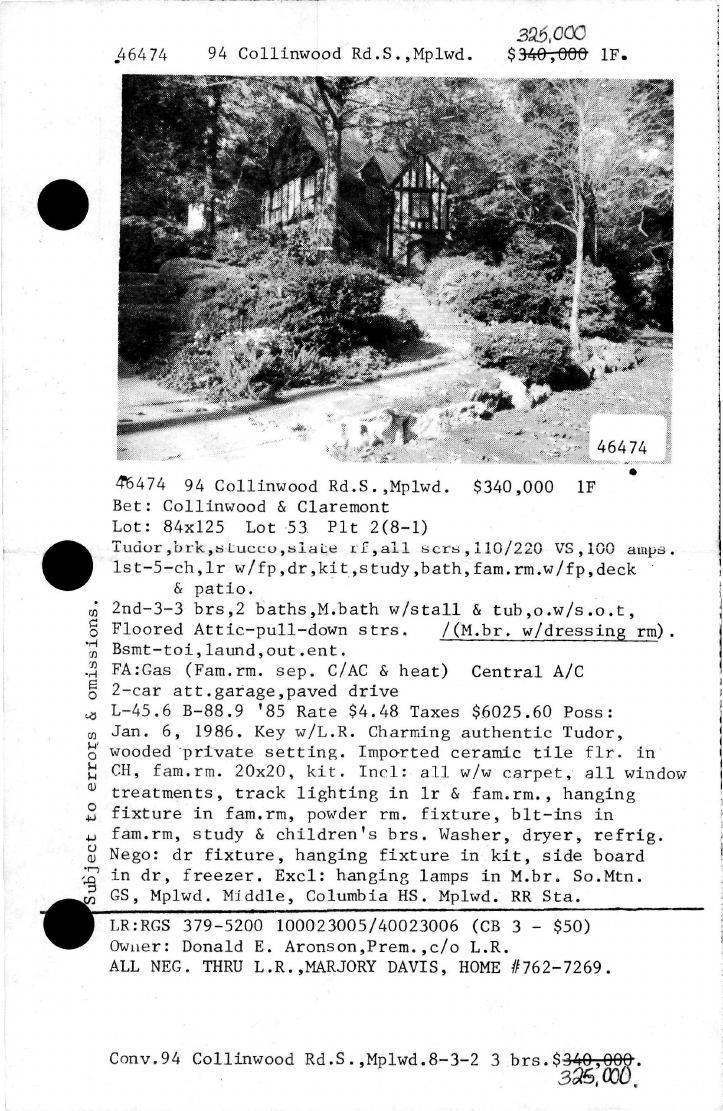 325,000
46474 94 Collinwood Rd.S.,Mplwd. $340,000 1F.
46474
46474 94 Collinwood Rd.S.,Mplwd. $340,000 1F
Bet: Collinwood & Claremont
Lot: 84x125 Lot 53 Plt 2(8-1)
Tudor,brk,stucco,slate rf,all scrs,110/220 VS,100 amps.
1st-5-ch,lr w/fp,dr,kit,study,bath,fam.rm.w/fp,deck
& patio.
2nd-3-3 brs,2 baths,M.bath w/stall & tub,o.w/s.o.t,
Floored Attic-pull-down strs. /(M.br. w/dressing rm).
Bsmt-toi,laund,out.ent.
FA:Gas (Fam.rm. sep. C/AC & heat) Central A/C
2-car att.garage,paved drive
L-45.6 B-88.9 '85 Rate $4.48 Taxes $6025.60 Poss:
Jan. 6, 1986. Key w/L.R. Charming authentic Tudor,
wooded private setting. Imported ceramic tile flr. in
CH, fam.rm. 20x20, kit. Incl: all w/w carpet, all window
treatments, track lighting in lr & fam.rm., hanging
fixture in fam.rm, powder rm. fixture, blt-ins in
fam.rm, study & children's brs. Washer, dryer, refrig.
Nego: dr fixture, hanging fixture in kit, side board
in dr, freezer. Excl: hanging lamps in M.br. So.Mtn.
GS, Mplwd. Middle, Columbia HS. Mplwd. RR Sta.
Subject to errors & omissions.
LR:RGS 379-5200 100023005/40023006 (CB 3 - $50)
Owner: Donald E. Aronson,Prem.,c/o L.R.
ALL NEG. THRU L.R.,MARJORY DAVIS, HOME #762-7269.
Conv.94 Collinwood Rd.S.,Mplwd.8-3-2 3 brs.$340,000.
325,000.